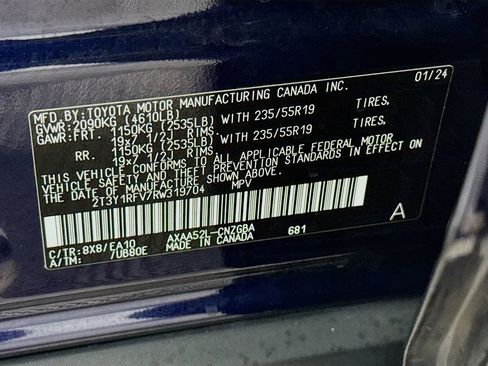 MFD.BY:TOYOTA MOTOR MANUFACTURING CANADA INC. 01/24
GVWR:2090KG (4610LB)
GAWR:FRT. 1150KG (2535LB) WITH 235/55R19 TIRES.
19x7 1/2J RIMS.
RR. 1150KG (2535LB) WITH 235/55R19 TIRES.
19x7 1/2J RIMS.
THIS VEHICLE CONFORMS TO ALL APPLICABLE FEDERAL MOTOR
VEHICLE SAFETY AND THEFT PREVENTION STANDARDS IN EFFECT ON
THE DATE OF MANUFACTURE SHOWN ABOVE.
2T3Y1RFV7RW319704 MPV
A
C/TR:8X8/EA10 AXAA52L-CNZGBA 681
A/TM: 7U680E MADE IN CANADA